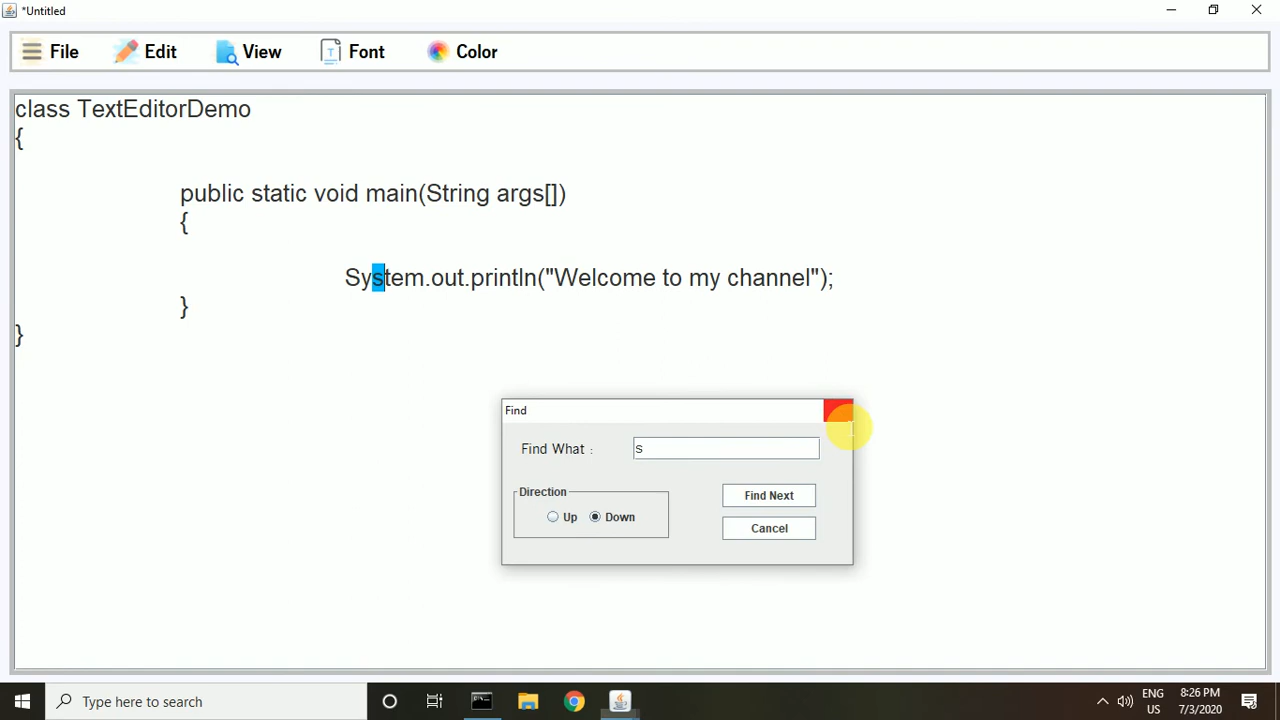 *Untitled
File Edit View Font Color
class TextEditorDemo
{
public static void main(String args[])
{
System.out.println("Welcome to my channel");
}
}
Find
Find What : s
Direction
Up Down
Find Next
Cancel
Type here to search
ENG
US
8:26 PM
7/3/2020